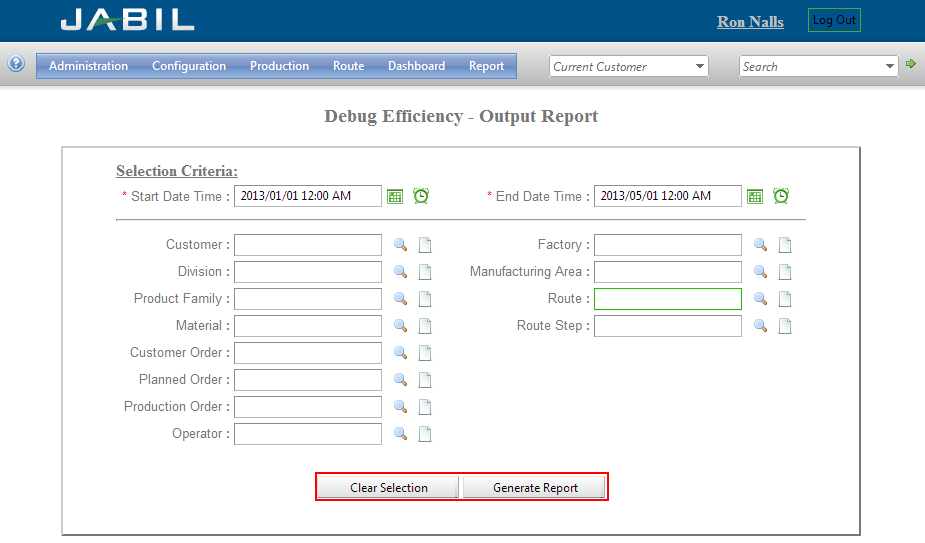 JABIL
Ron Nalls Log Out
Administration Configuration Production Route Dashboard Report Current Customer Search
Debug Efficiency - Output Report
Selection Criteria:
* Start Date Time : 2013/01/01 12:00 AM * End Date Time : 2013/05/01 12:00 AM
Customer : Factory :
Division : Manufacturing Area :
Product Family : Route :
Material : Route Step :
Customer Order :
Planned Order :
Production Order :
Operator :
Clear Selection Generate Report